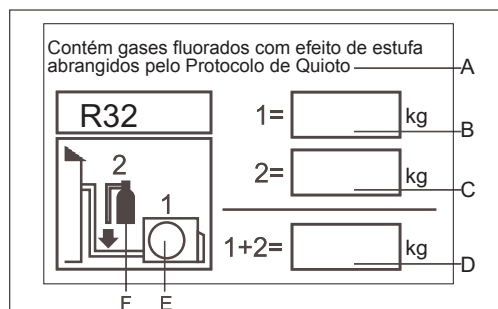 Contém gases fluorados com efeito de estufa
abrangidos pelo Protocolo de Quioto
A
R32
1=
kg
B
2
1
2=
kg
C
1+2=
kg
D
F
E